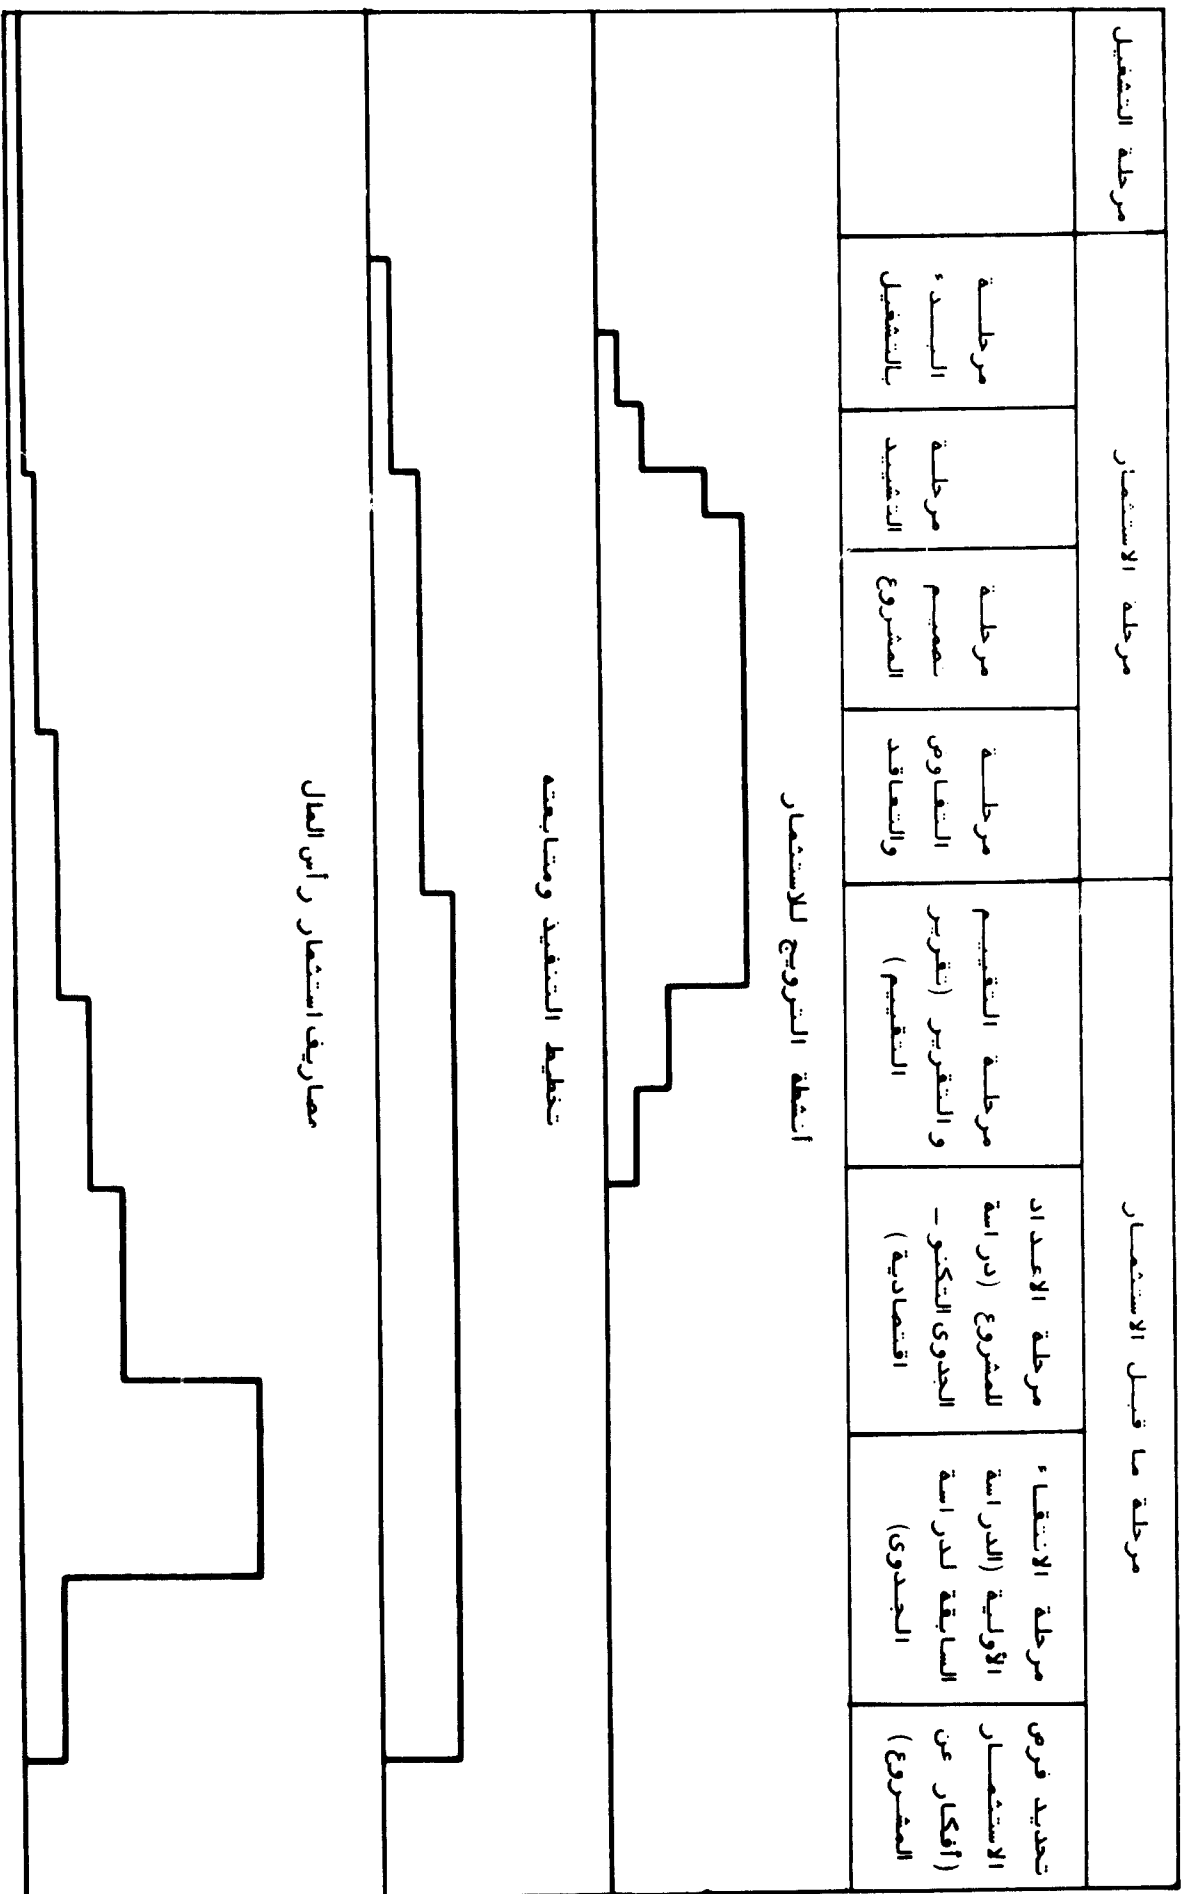 مرحلة ما قبل الاستثمار
مرحلة الاستثمار
مرحلة التشغيل
تحديد فرص
الاستثمار
(أفكار عن
المشروع)
مرحلة الانتقاء
الأولية (الدراسة
السابقة لدراسة
الجدوى)
مرحلة الاعداد
للمشروع (دراسة
الجدوى التكنو -
اقتصادية)
مرحلة التقييم
والتقرير (تقرير
التقييم)
مرحلة
التفاوض
والتعاقد
مرحلة
تصميم
المشروع
مرحلة
التشييد
مرحلة
البدء
بالتشغيل
أنشطة الترويج للاستثمار
تخطيط التنفيذ ومتابعته
مصاريف استثمار رأس المال